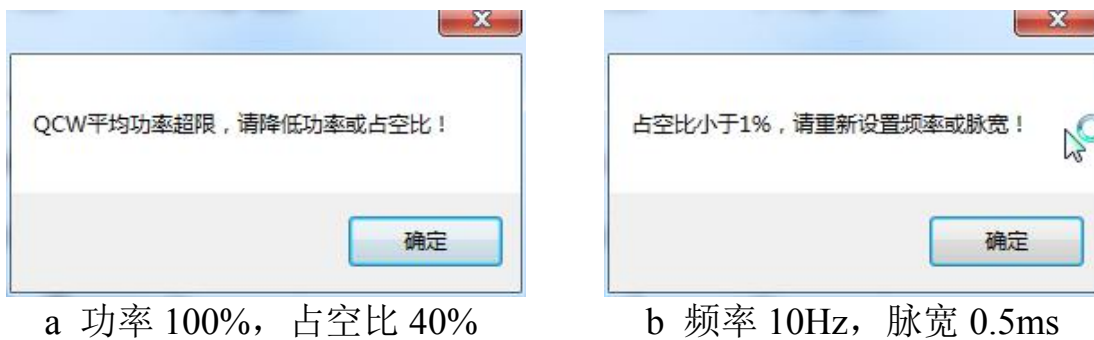 QCW平均功率超限，请降低功率或占空比！
确定
占空比小于1%，请重新设置频率或脉宽！
确定
a 功率 100%，占空比 40%
b 频率 10Hz，脉宽 0.5ms